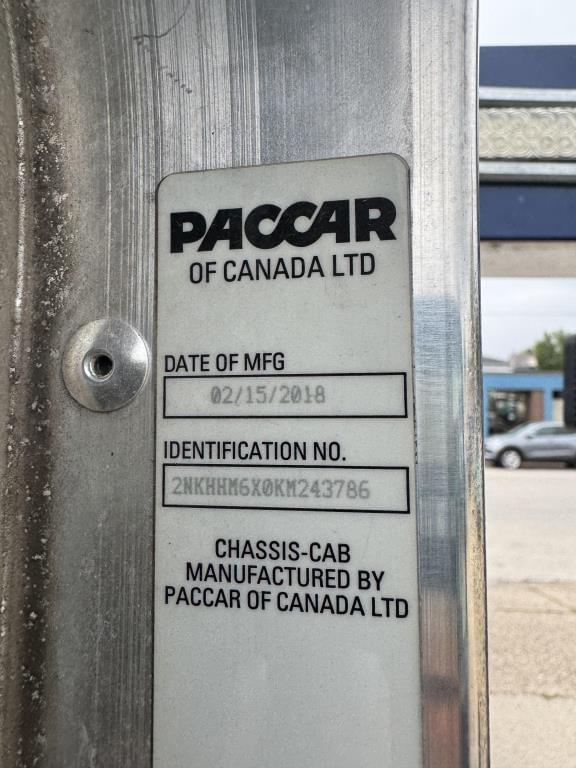 PACCAR
OF CANADA LTD
DATE OF MFG
02/15/2018
IDENTIFICATION NO.
2NKHHM6X0KM243786
CHASSIS-CAB
MANUFACTURED BY
PACCAR OF CANADA LTD